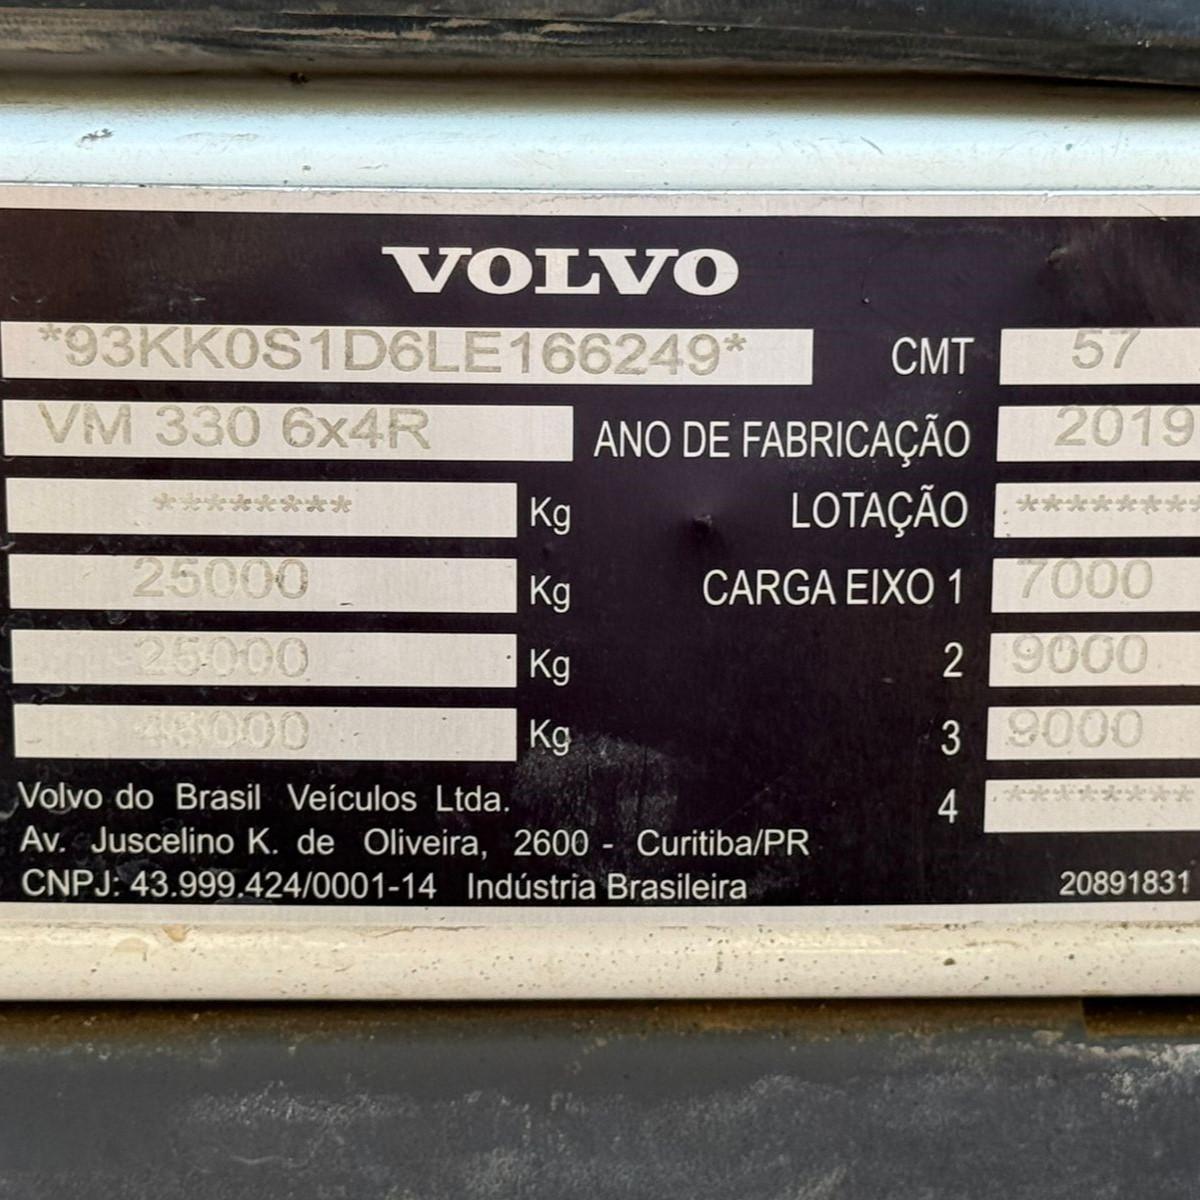 VOLVO
*93KK0S1D6LE166249* CMT 57
VM 330 6x4R ANO DE FABRICAÇÃO 2019
******** Kg LOTAÇÃO ********
25000 Kg CARGA EIXO 1 7000
25000 Kg 2 9000
Kg 3 9000
4 ********
Volvo do Brasil Veículos Ltda.
Av. Juscelino K. de Oliveira, 2600 - Curitiba/PR
CNPJ: 43.999.424/0001-14 Indústria Brasileira 20891831